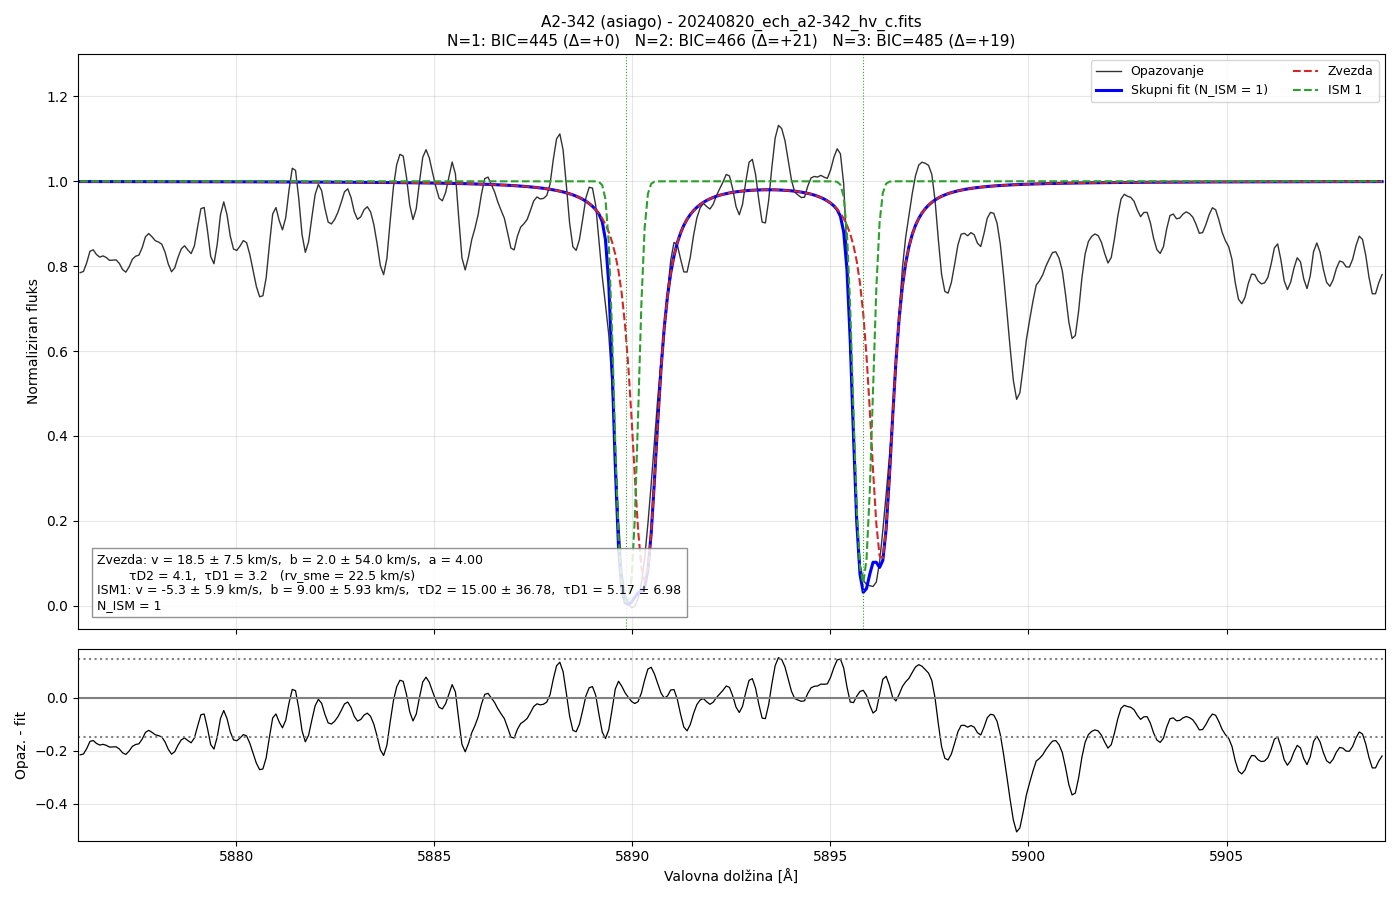 A2-342 (asiago) - 20240820_ech_a2-342_hv_c.fits
N=1: BIC=445 (Δ=+0)   N=2: BIC=466 (Δ=+21)   N=3: BIC=485 (Δ=+19)
Opazovanje
Skupni fit (N_ISM = 1)
Zvezda
ISM 1
Normaliziran fluks
1.2
1.0
0.8
0.6
0.4
0.2
0.0
Zvezda: v = 18.5 ± 7.5 km/s,  b = 2.0 ± 54.0 km/s,  a = 4.00
τD2 = 4.1,  τD1 = 3.2   (rv_sme = 22.5 km/s)
ISM1: v = -5.3 ± 5.9 km/s,  b = 9.00 ± 5.93 km/s,  τD2 = 15.00 ± 36.78,  τD1 = 5.17 ± 6.98
N_ISM = 1
Opaz. - fit
0.0
−0.2
−0.4
5880
5885
5890
5895
5900
5905
Valovna dolžina [Å]